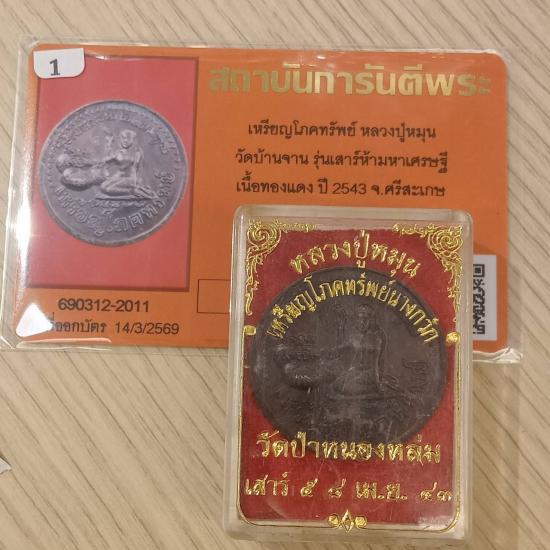 1
สถาบันการันตีพระ
เหรียญโภคทรัพย์ หลวงปู่หมุน
วัดบ้านจาน รุ่นเสาร์ห้ามหาเศรษฐี
เนื้อทองแดง ปี 2543 จ.ศรีสะเกษ
690312-2011
ออกบัตร 14/3/2569
หลวงปู่หมุน
เหรียญโภคทรัพย์นางกวัก
วัดป่าหนองหล่ม
เสาร์ ๕ ๘ เม.ย. ๔๓